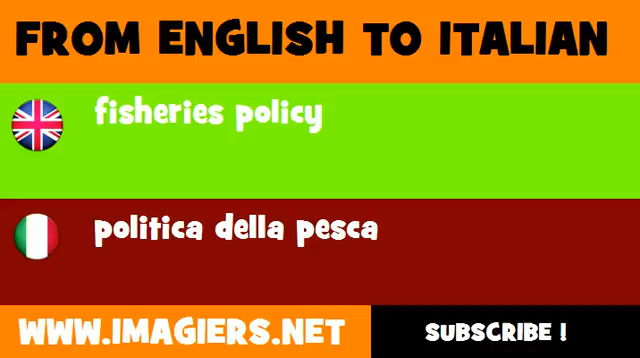 FROM ENGLISH TO ITALIAN
fisheries policy
politica della pesca
WWW.IMAGIERS.NET
SUBSCRIBE !